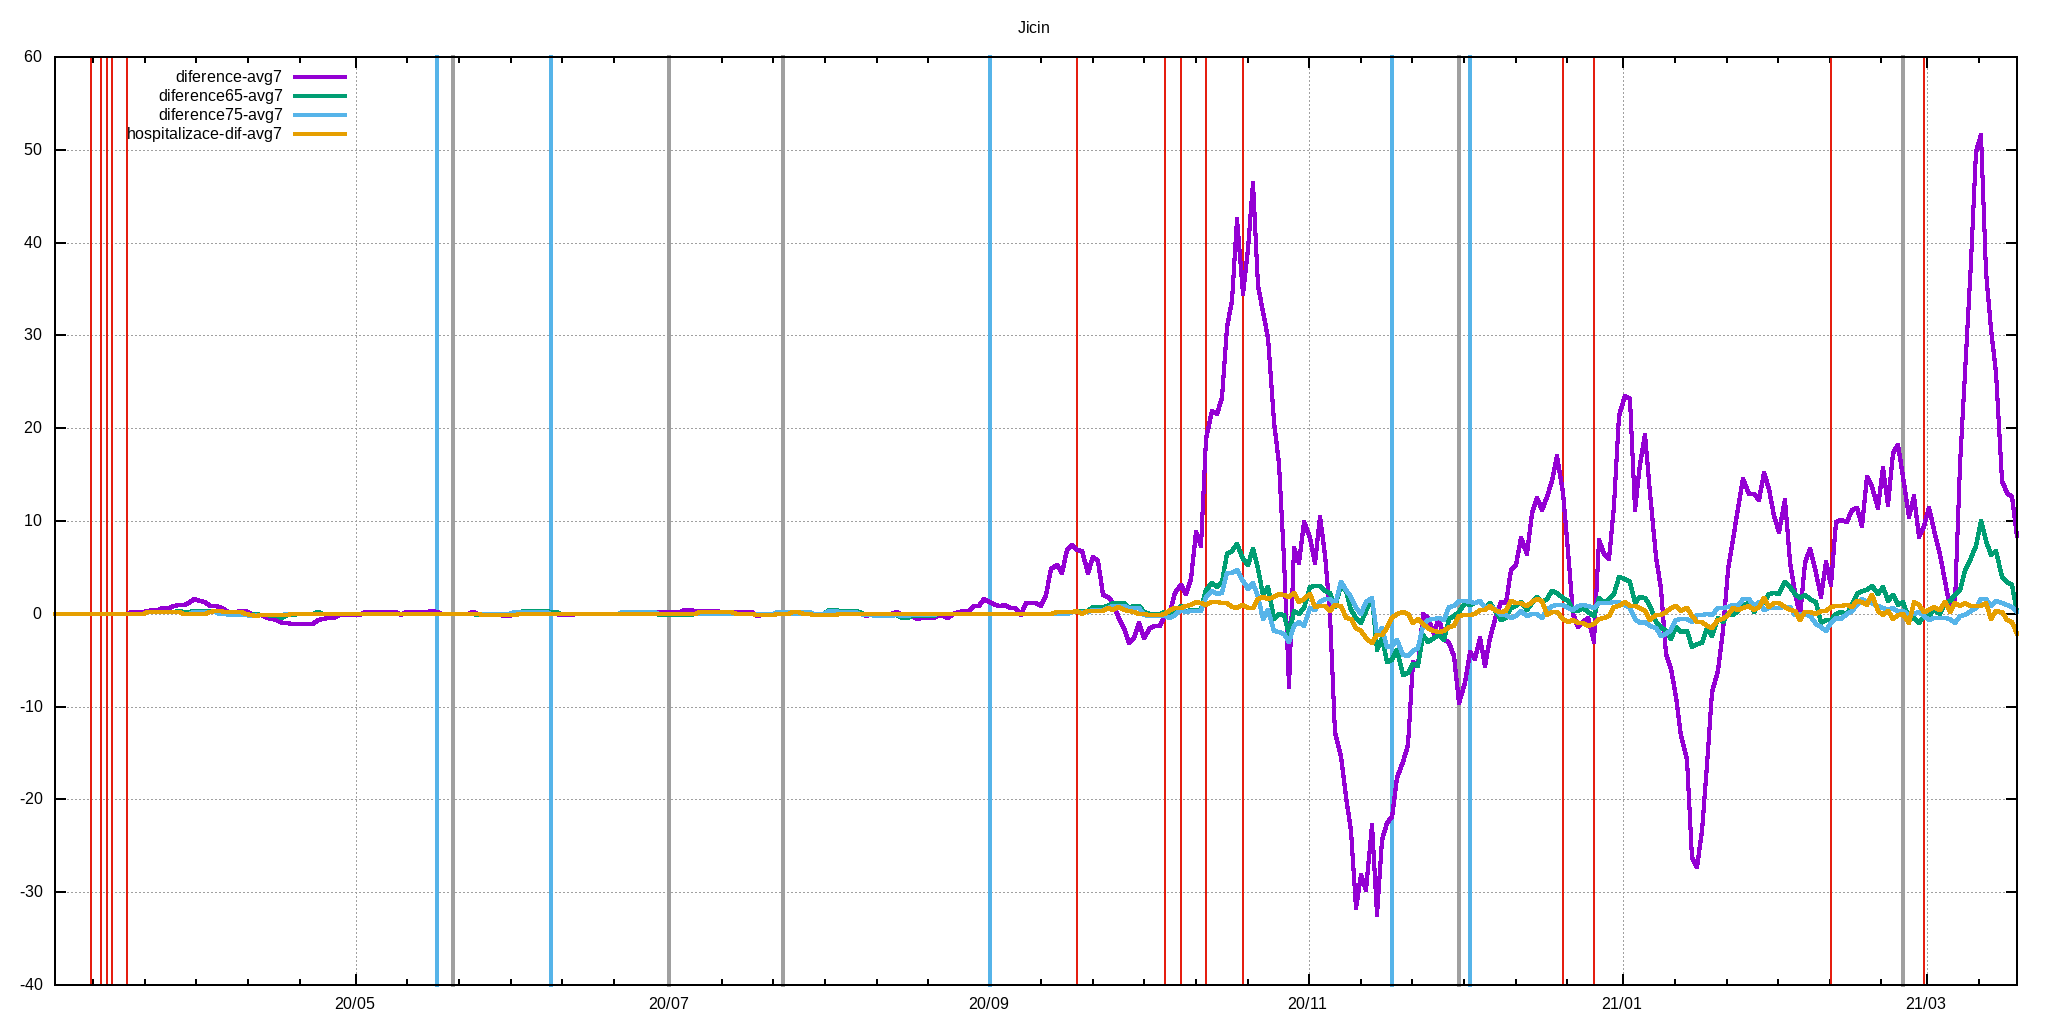 Jicin
diference-avg7
diference65-avg7
diference75-avg7
hospitalizace-dif-avg7
60
50
40
30
20
10
0
-10
-20
-30
-40
20/05 20/07 20/09 20/11 21/01 21/03